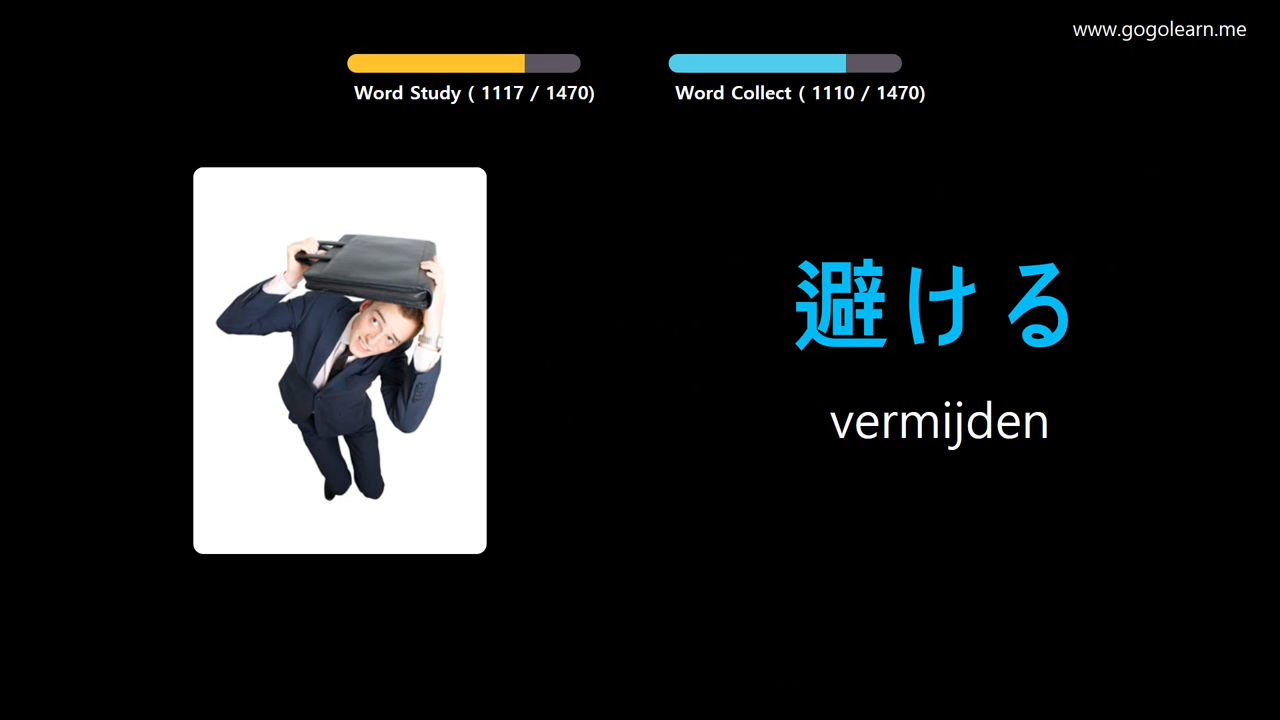 www.gogolearn.me
Word Study ( 1117 / 1470)
Word Collect ( 1110 / 1470)
避ける
vermijden